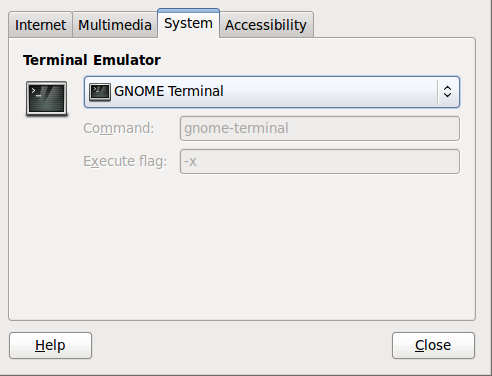 Internet Multimedia System Accessibility
Terminal Emulator
GNOME Terminal
Command: gnome-terminal
Execute flag: -x
Help Close